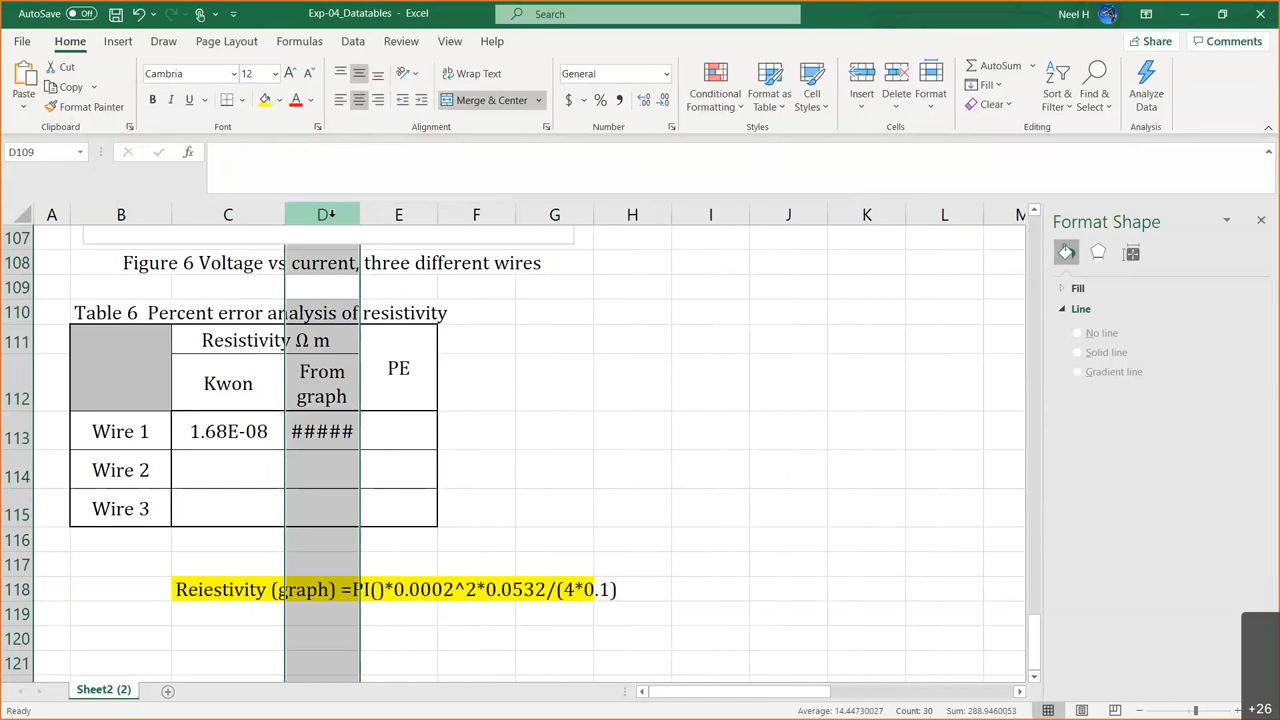 AutoSave Off Exp-04_Datatables - Excel Search Neel H
File Home Insert Draw Page Layout Formulas Data Review View Help Share Comments
Paste Cut Copy Format Painter Clipboard
Cambria 12 B I U A Font
Wrap Text Merge & Center Alignment
General $ % Number
Conditional Formatting Format as Table Cell Styles Styles
Insert Delete Format Cells
AutoSum Fill Clear Sort & Filter Find & Select Editing
Analyze Data Analysis
D109 fx
A B C D E F G H I J K L M
Format Shape
Fill
Line
No line
Solid line
Gradient line
107
108 Figure 6 Voltage vs current, three different wires
109
110 Table 6 Percent error analysis of resistivity
111 Resistivity Ω m PE
112 Kwon From graph
113 Wire 1 1.68E-08 #####
114 Wire 2
115 Wire 3
116
117
118 Reiestivity (graph) =PI()*0.0002^2*0.0532/(4*0.1)
119
120
121
Sheet2 (2)
Ready Average: 14.44730027 Count: 30 Sum: 288.9460053
+26